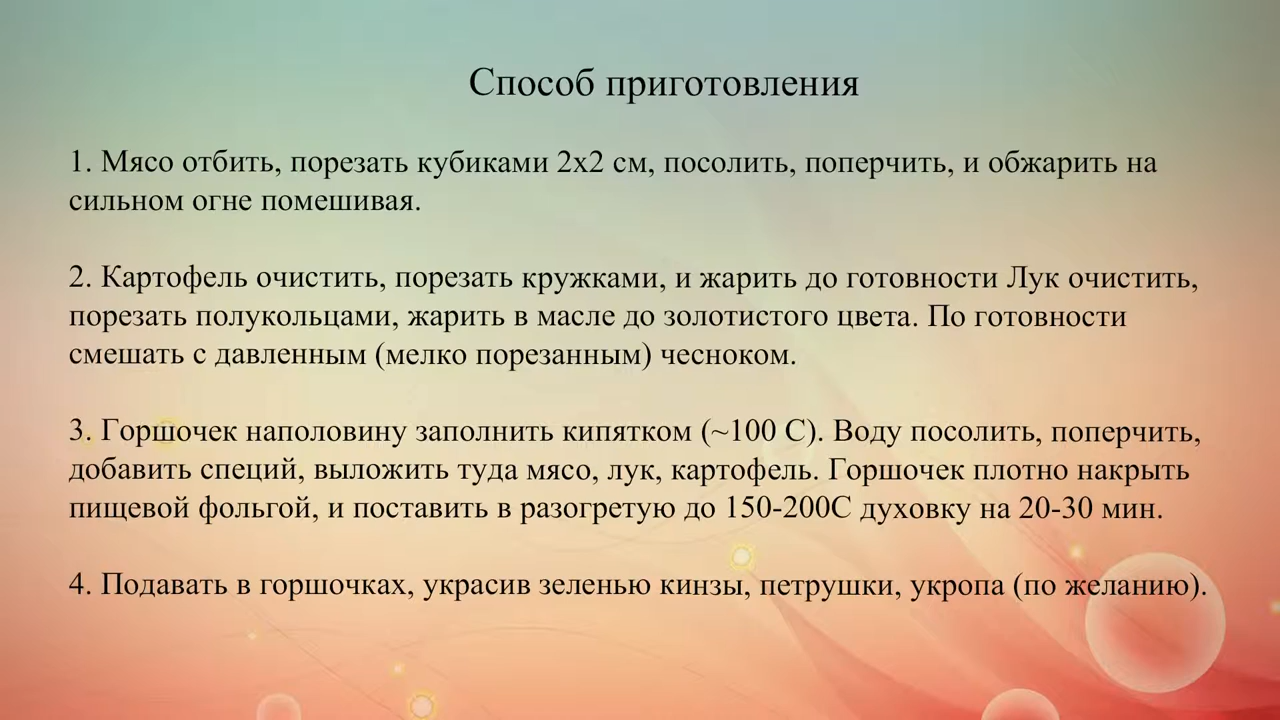 Способ приготовления
1. Мясо отбить, порезать кубиками 2х2 см, посолить, поперчить, и обжарить на
сильном огне помешивая.
2. Картофель очистить, порезать кружками, и жарить до готовности Лук очистить,
порезать полукольцами, жарить в масле до золотистого цвета. По готовности
смешать с давленным (мелко порезанным) чесноком.
3. Горшочек наполовину заполнить кипятком (~100 С). Воду посолить, поперчить,
добавить специй, выложить туда мясо, лук, картофель. Горшочек плотно накрыть
пищевой фольгой, и поставить в разогретую до 150-200С духовку на 20-30 мин.
4. Подавать в горшочках, украсив зеленью кинзы, петрушки, укропа (по желанию).